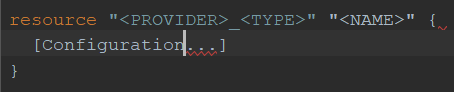 resource "<PROVIDER>_<TYPE>" "<NAME>" {
  [Configuration...]
}